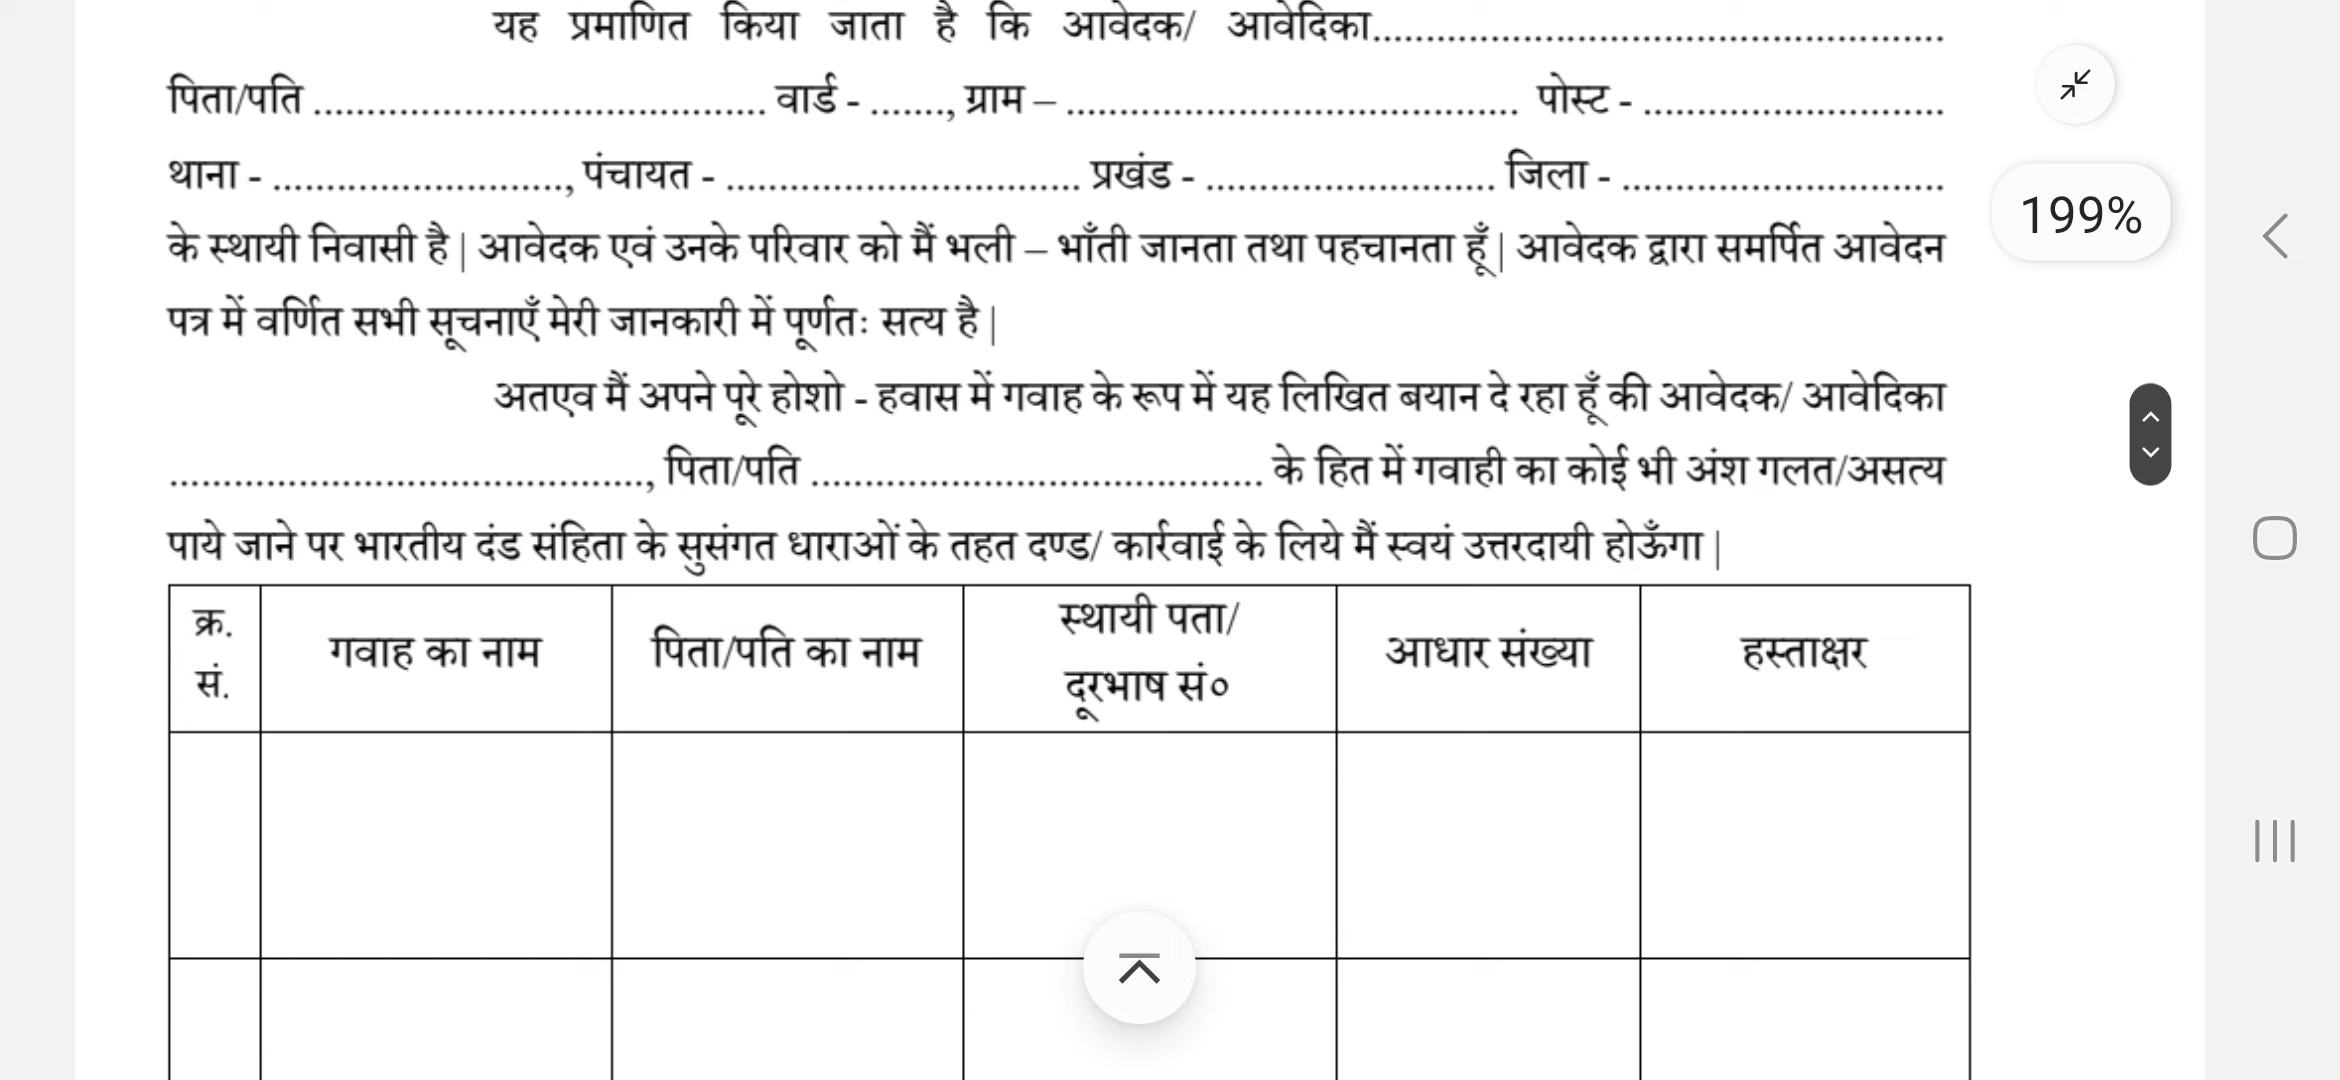 यह प्रमाणित किया जाता है कि आवेदक/ आवेदिका.....................................................
पिता/पति .......................................... वार्ड - ......., ग्राम – .......................................... पोस्ट - ............................
थाना - ..........................., पंचायत - ................................. प्रखंड - ........................... जिला - ..............................
के स्थायी निवासी है | आवेदक एवं उनके परिवार को मैं भली – भाँती जानता तथा पहचानता हूँ | आवेदक द्वारा समर्पित आवेदन
पत्र में वर्णित सभी सूचनाएँ मेरी जानकारी में पूर्णतः सत्य है |
अतएव मैं अपने पूरे होशो - हवास में गवाह के रूप में यह लिखित बयान दे रहा हूँ की आवेदक/ आवेदिका
............................................, पिता/पति .......................................... के हित में गवाही का कोई भी अंश गलत/असत्य
पाये जाने पर भारतीय दंड संहिता के सुसंगत धाराओं के तहत दण्ड/ कार्रवाई के लिये मैं स्वयं उत्तरदायी होऊँगा |
क्र. सं. गवाह का नाम पिता/पति का नाम स्थायी पता/ दूरभाष सं० आधार संख्या हस्ताक्षर
199%